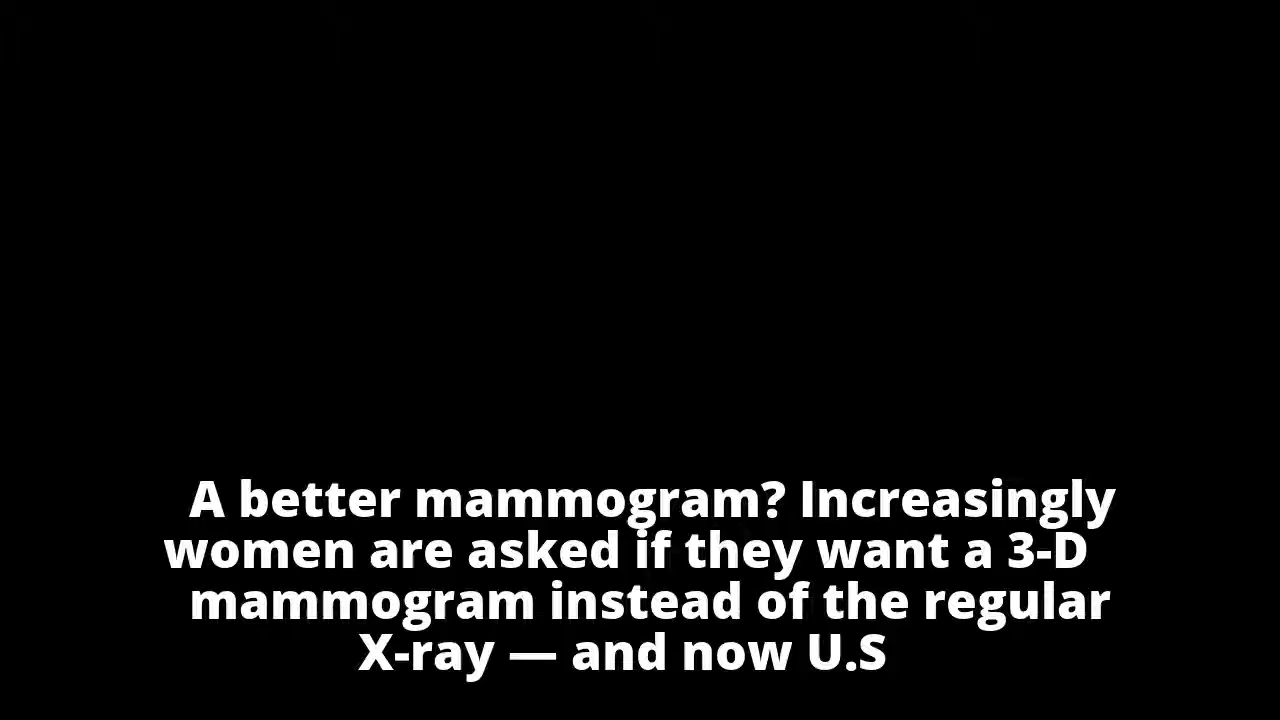 A better mammogram? Increasingly
women are asked if they want a 3-D
mammogram instead of the regular
X-ray — and now U.S